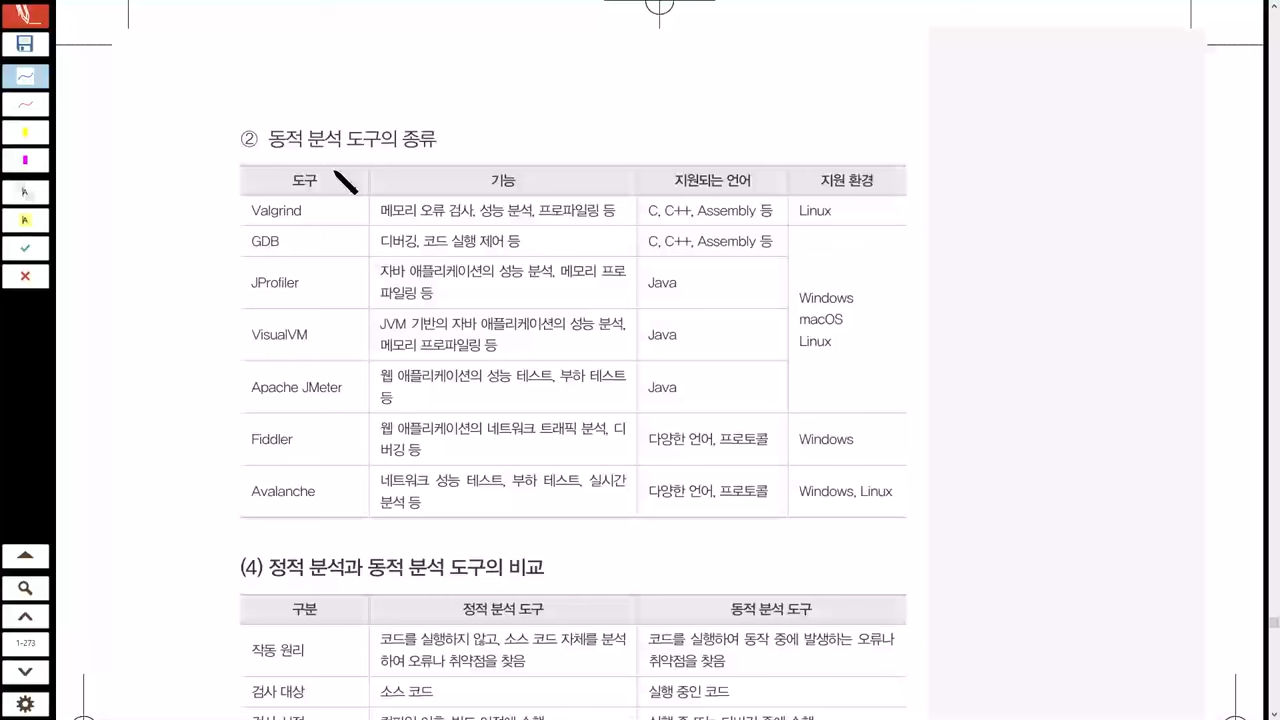 ② 동적 분석 도구의 종류
도구 기능 지원되는 언어 지원 환경
Valgrind 메모리 오류 검사, 성능 분석, 프로파일링 등 C, C++, Assembly 등 Linux
GDB 디버깅, 코드 실행 제어 등 C, C++, Assembly 등
JProfiler 자바 애플리케이션의 성능 분석, 메모리 프로
파일링 등 Java
VisualVM JVM 기반의 자바 애플리케이션의 성능 분석,
메모리 프로파일링 등 Java
Apache JMeter 웹 애플리케이션의 성능 테스트, 부하 테스트
등 Java
Windows
macOS
Linux
Fiddler 웹 애플리케이션의 네트워크 트래픽 분석, 디
버깅 등 다양한 언어, 프로토콜 Windows
Avalanche 네트워크 성능 테스트, 부하 테스트, 실시간
분석 등 다양한 언어, 프로토콜 Windows, Linux
(4) 정적 분석과 동적 분석 도구의 비교
구분 정적 분석 도구 동적 분석 도구
작동 원리 코드를 실행하지 않고, 소스 코드 자체를 분석
하여 오류나 취약점을 찾음 코드를 실행하여 동작 중에 발생하는 오류나
취약점을 찾음
검사 대상 소스 코드 실행 중인 코드
1-273